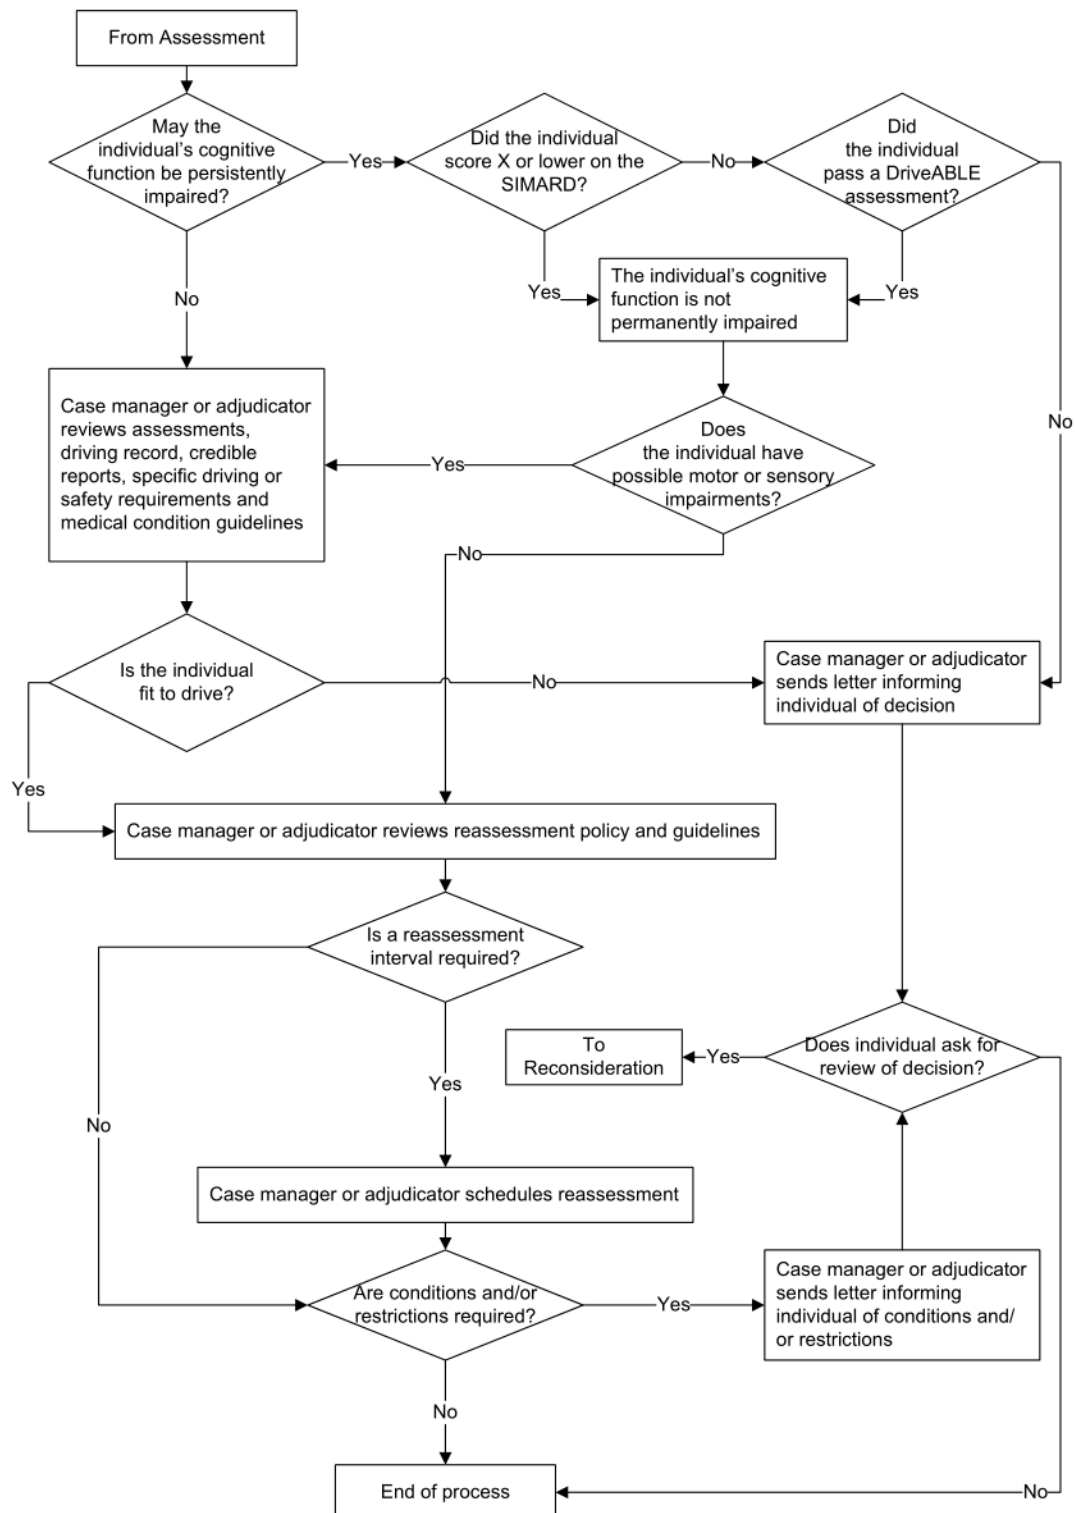 From Assessment
May the
individual's cognitive
function be persistently
impaired?
Yes
Did the individual
score X or lower on the
SIMARD?
No
Did
the individual
pass a DriveABLE
assessment?
No
Yes
The individual's cognitive
function is not
permanently impaired
Yes
No
Case manager or adjudicator
reviews assessments,
driving record, credible
reports, specific driving or
safety requirements and
medical condition guidelines
Yes
Does
the individual have
possible motor or sensory
impairments?
No
Is the individual
fit to drive?
No
Case manager or adjudicator
sends letter informing
individual of decision
Yes
Case manager or adjudicator reviews reassessment policy and guidelines
Is a reassessment
interval required?
To
Reconsideration
Yes
Does individual ask for
review of decision?
Yes
No
Case manager or adjudicator schedules reassessment
Are conditions and/or
restrictions required?
Yes
Case manager or adjudicator
sends letter informing
individual of conditions and/
or restrictions
No
End of process
No